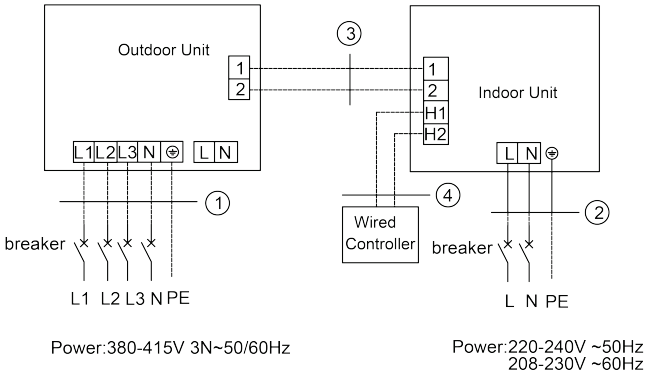 Outdoor Unit
1
2
L1 L2 L3 N
L N
3
1
2
H1
H2
Indoor Unit
L N
1
4
2
Wired
Controller
breaker
breaker
L1 L2 L3 N PE
L N PE
Power:380-415V 3N~50/60Hz
Power:220-240V ~50Hz
208-230V ~60Hz